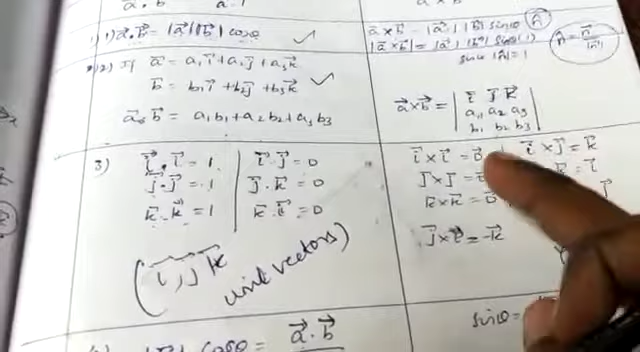 a⃗ . b⃗
a⃗ × b⃗
1) a⃗.b⃗ = |a⃗||b⃗| cosθ
a⃗×b⃗ = |a⃗| |b⃗| sinθ n̂
|a⃗×b⃗| = |a⃗| |b⃗| sinθ (1)
n̂ = n⃗/|n⃗|
since |n̂| = 1
2) If a⃗ = a₁i⃗ + a₂j⃗ + a₃k⃗
b⃗ = b₁i⃗ + b₂j⃗ + b₃k⃗
a⃗.b⃗ = a₁b₁ + a₂b₂ + a₃b₃
a⃗×b⃗ = | i⃗ j⃗ k⃗
a₁ a₂ a₃
b₁ b₂ b₃ |
3) i⃗.i⃗ = 1 | i⃗.j⃗ = 0
j⃗.j⃗ = 1 | j⃗.k⃗ = 0
k⃗.k⃗ = 1 | k⃗.i⃗ = 0
(i⃗, j⃗ k⃗ unit vectors)
i⃗×i⃗ = 0⃗ i⃗×j⃗ = k⃗
j⃗×j⃗ = = i⃗
k⃗×k⃗ = 0⃗ j⃗
j⃗×i⃗ = -k⃗
cosθ = a⃗.b⃗
sinθ =